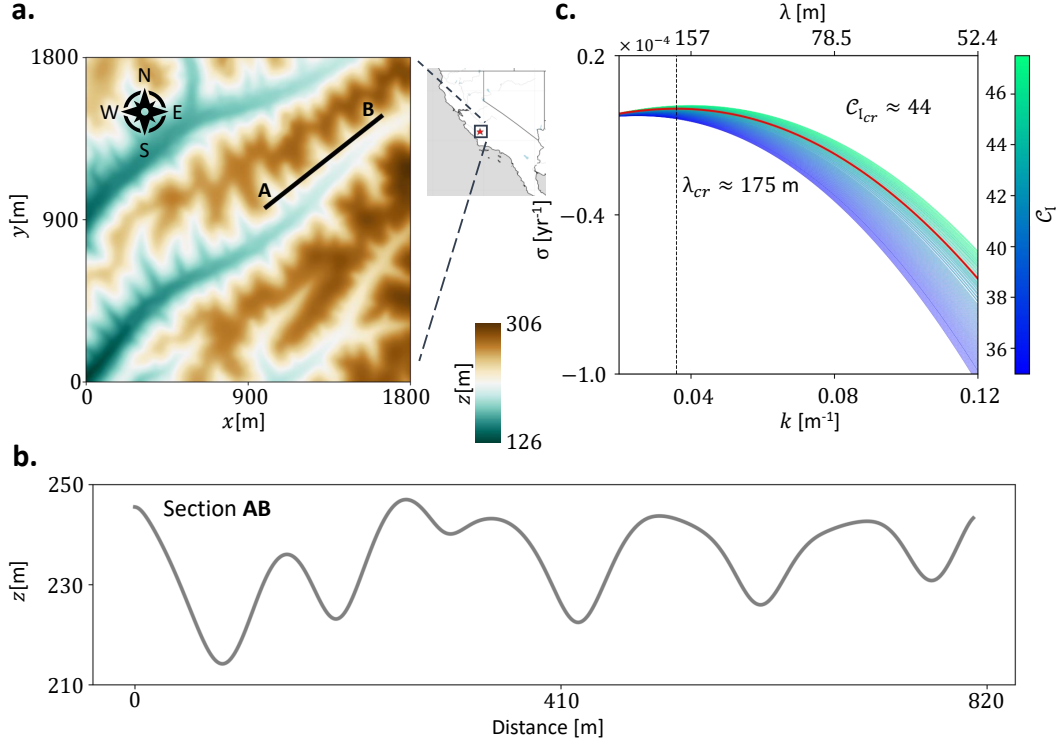 a.
1800
900
0
y[m]
0
900
1800
x[m]
N
W
E
S
A
B
306
126
z[m]
c.
λ [m]
× 10⁻⁴
157
78.5
52.4
0.2
−0.4
−1.0
σ [yr⁻¹]
𝒞Icr ≈ 44
λcr ≈ 175 m
0.04
0.08
0.12
k [m⁻¹]
46
44
42
40
38
36
𝒞I
b.
250
230
210
z[m]
Section AB
0
410
820
Distance [m]